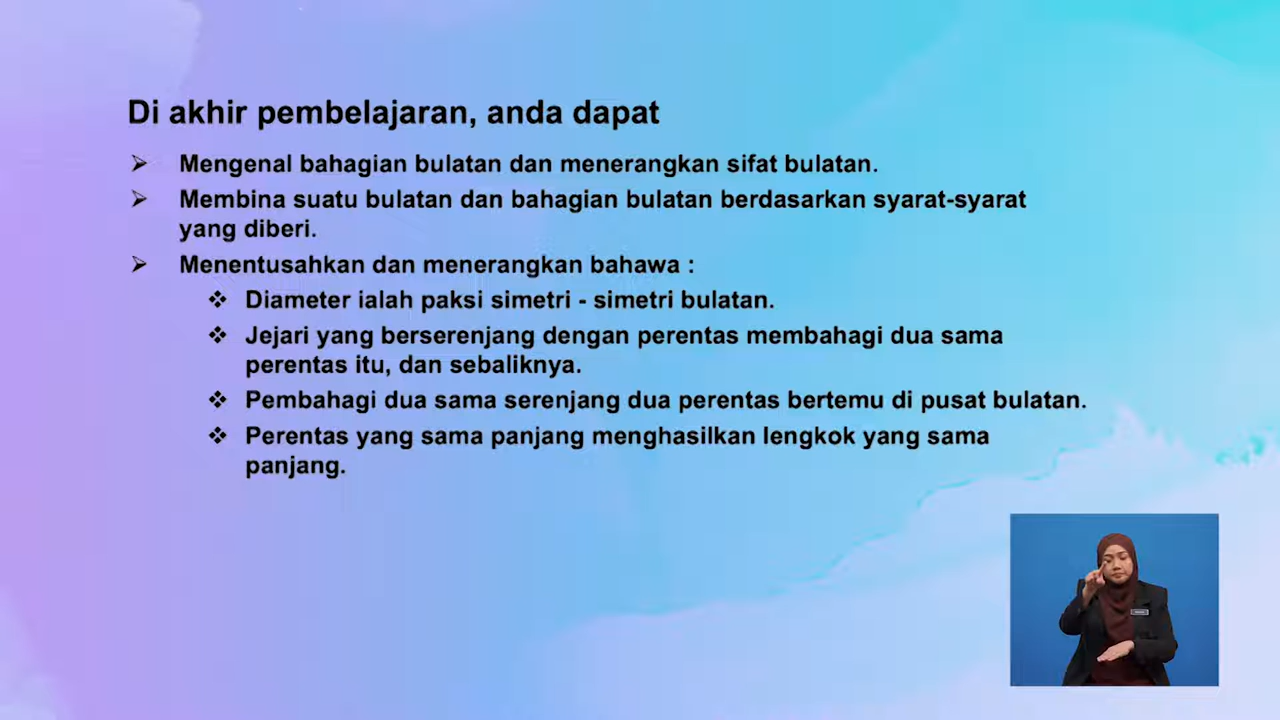 Di akhir pembelajaran, anda dapat
Mengenal bahagian bulatan dan menerangkan sifat bulatan.
Membina suatu bulatan dan bahagian bulatan berdasarkan syarat-syarat
yang diberi.
Menentusahkan dan menerangkan bahawa :
Diameter ialah paksi simetri - simetri bulatan.
Jejari yang berserenjang dengan perentas membahagi dua sama
perentas itu, dan sebaliknya.
Pembahagi dua sama serenjang dua perentas bertemu di pusat bulatan.
Perentas yang sama panjang menghasilkan lengkok yang sama
panjang.